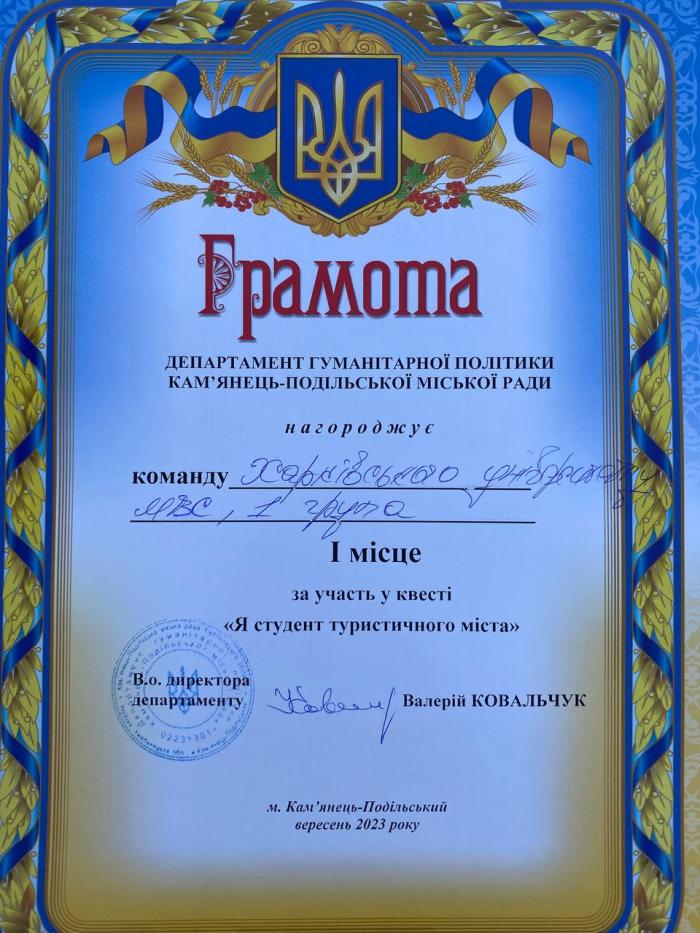 Грамота
ДЕПАРТАМЕНТ ГУМАНІТАРНОЇ ПОЛІТИКИ
КАМ’ЯНЕЦЬ-ПОДІЛЬСЬКОЇ МІСЬКОЇ РАДИ
нагороджує
команду Харківського університету
МВС, 1 група
І місце
за участь у квесті
«Я студент туристичного міста»
В.о. директора
департаменту Валерій КОВАЛЬЧУК
м. Кам’янець-Подільський
вересень 2023 року